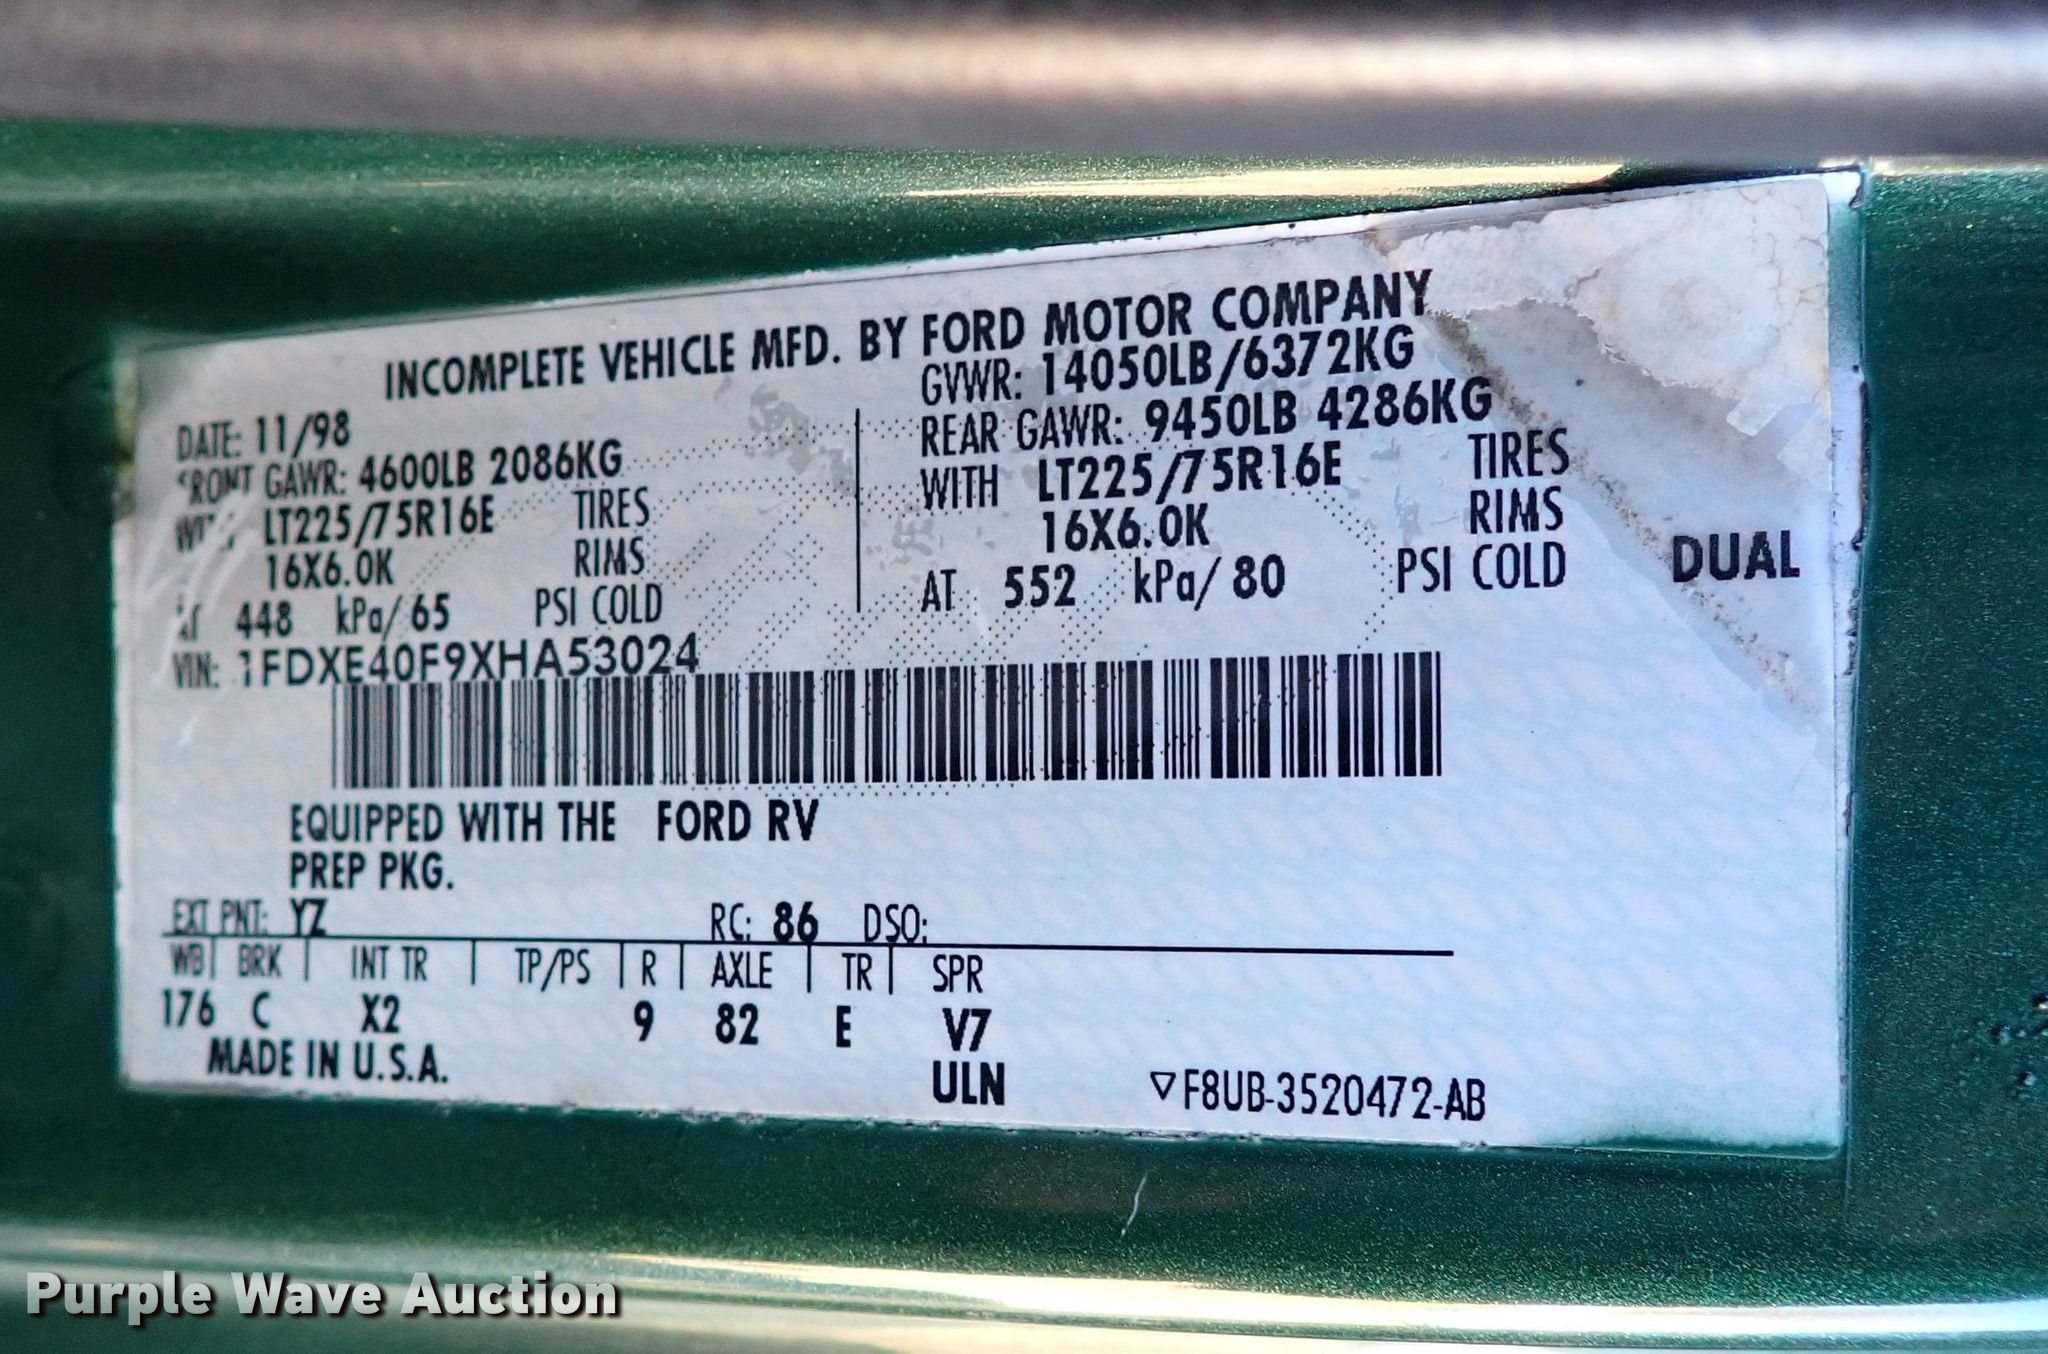 INCOMPLETE VEHICLE MFD. BY FORD MOTOR COMPANY
DATE: 11/98 GVWR: 14050LB/6372KG
FRONT GAWR: 4600LB 2086KG REAR GAWR: 9450LB 4286KG
WITH LT225/75R16E TIRES WITH LT225/75R16E TIRES
16X6.0K RIMS 16X6.0K RIMS
AT 448 kPa/ 65 PSI COLD AT 552 kPa/ 80 PSI COLD DUAL
VIN: 1FDXE40F9XHA53024
EQUIPPED WITH THE FORD RV
PREP PKG.
EXT PNT: YZ RC: 86 DSO:
WB | BRK | INT TR | TP/PS | R | AXLE | TR | SPR
176 C X2 9 82 E V7
MADE IN U.S.A. ULN
▽F8UB-3520472-AB
Purple Wave Auction